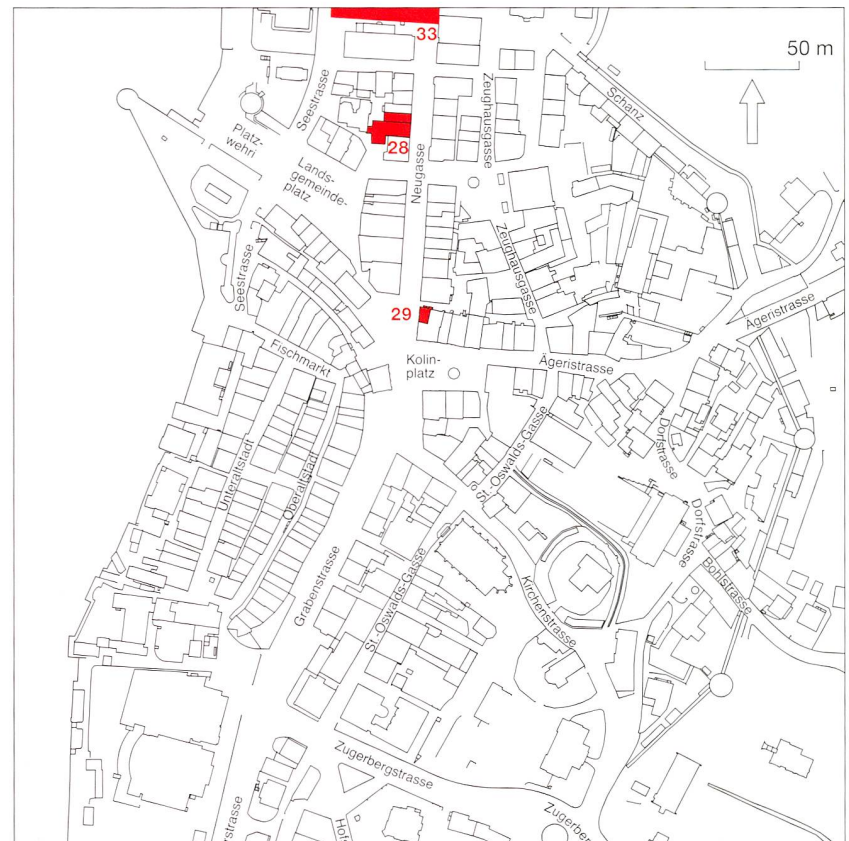 33
50 m
Seestrasse
Zeughausgasse
Schanz
Platz-
wehri
28
Lands-
gemeinde-
platz
Neugasse
Zeughausgasse
Seestrasse
29
Ägeristrasse
Fischmarkt
Kolin-
platz
Ägeristrasse
Unteraltstadt
Oberaltstadt
St.-Oswalds-Gasse
Dorfstrasse
Dorfstrasse
Bohlstrasse
Grabenstrasse
St.-Oswalds-Gasse
Kirchenstrasse
Zugerbergstrasse